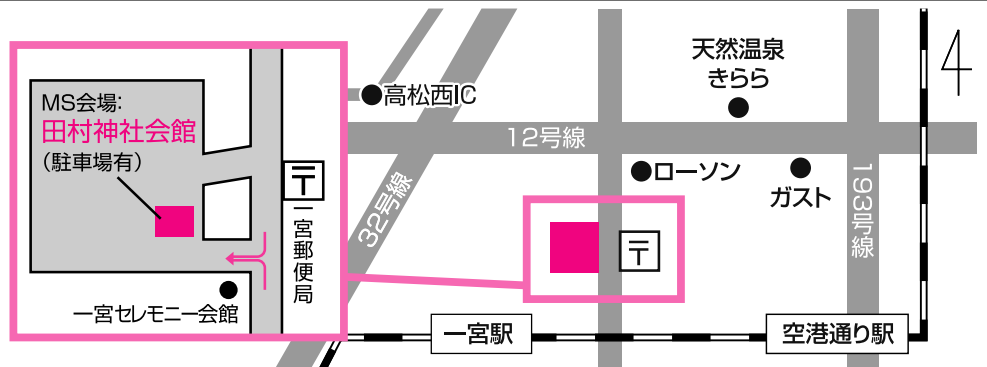 MS会場:
田村神社会館
(駐車場有)
〒
一宮郵便局
一宮セレモニー会館
高松西IC
天然温泉
きらら
12号線
32号線
ローソン
ガスト
193号線
〒
一宮駅
空港通り駅